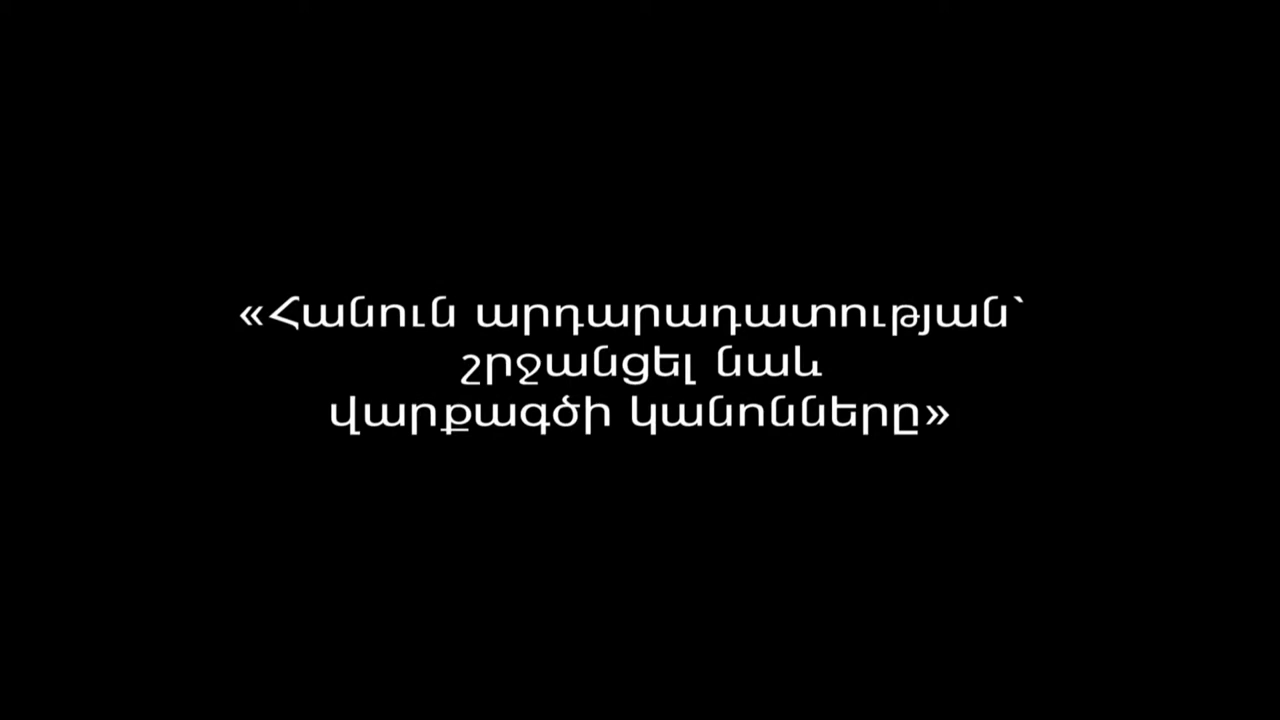 «Հանուն արդարադատության՝
շրջանցել նաև
վարքագծի կանոնները»